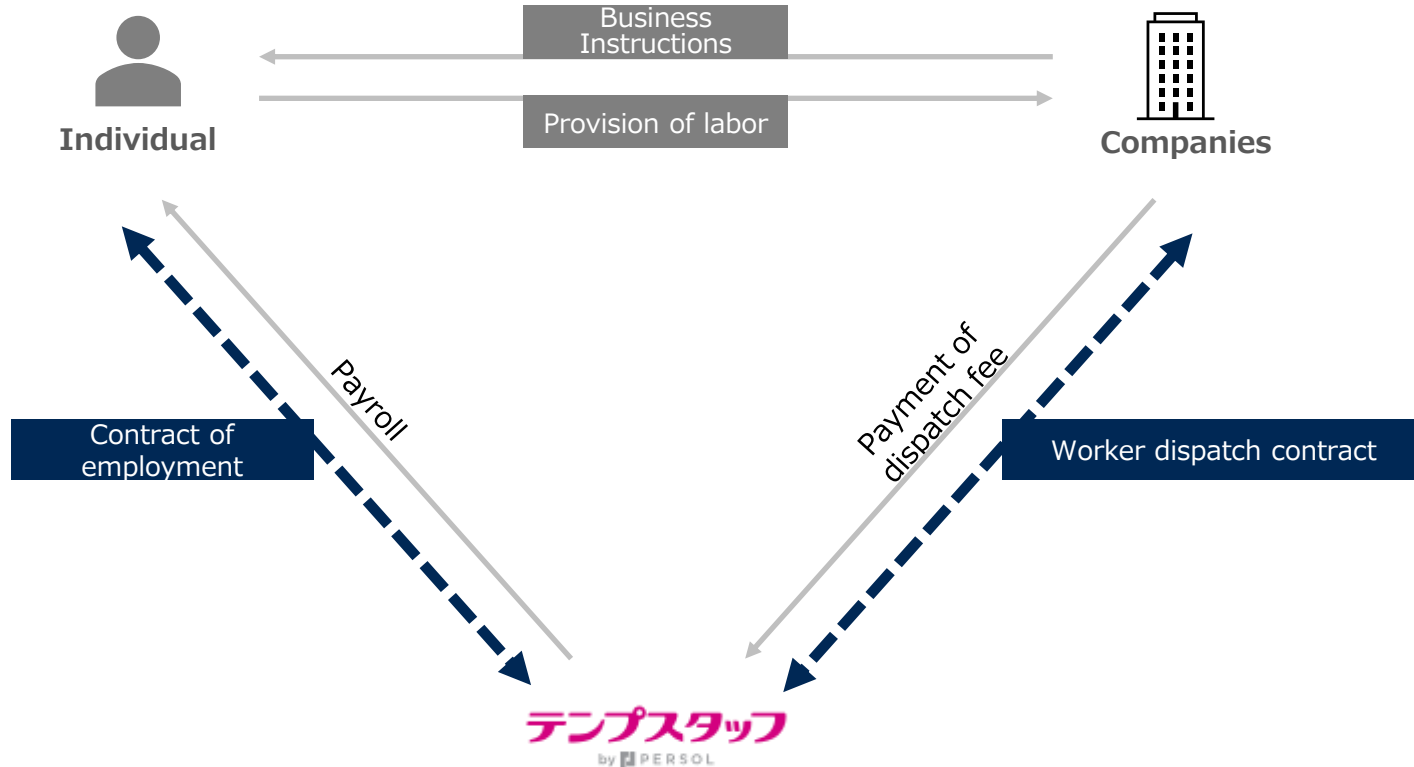 Business
Instructions
Provision of labor
Individual
Companies
Payroll
Payment of
dispatch fee
Contract of
employment
Worker dispatch contract
テンプスタッフ
by PERSOL